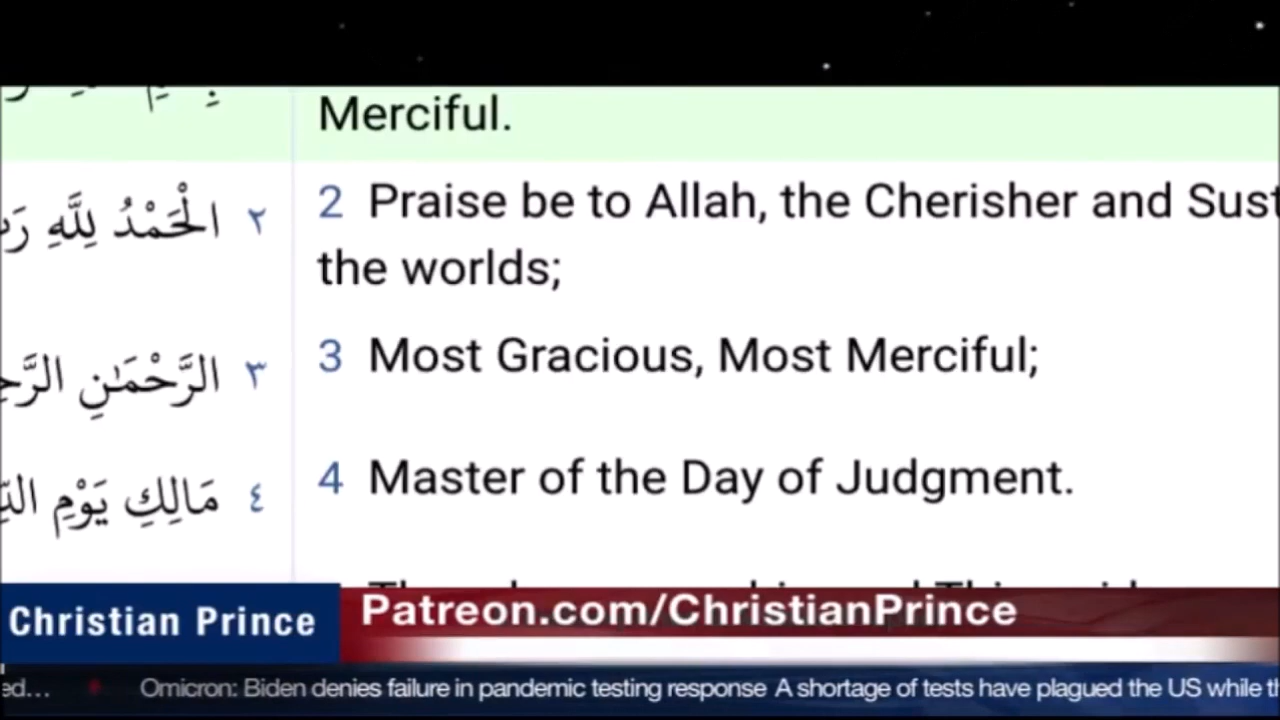 Merciful.
الْحَمْدُ لِلَّهِ ٢
2 Praise be to Allah, the Cherisher and
the worlds;
الرَّحْمَٰنِ ٣
3 Most Gracious, Most Merciful;
مَالِكِ يَوْمِ ٤
4 Master of the Day of Judgment.
Christian Prince
Patreon.com/ChristianPrince
Omicron: Biden denies failure in pandemic testing response A shortage of tests have plagued the US while